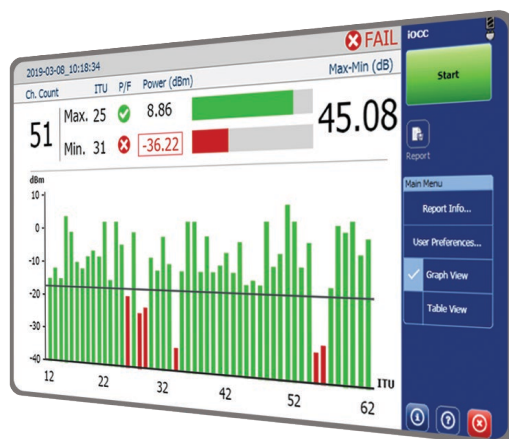 FAIL
iOCC
2019-03-08_10:18:34
Ch. Count ITU P/F Power (dBm) Max-Min (dB)
Start
51 Max. 25 8.86 45.08
Min. 31 -36.22
Report
dBm
10
0
-10
-20
-30
-40
12 22 32 42 52 62 ITU
Main Menu
Report Info...
User Preferences...
Graph View
Table View